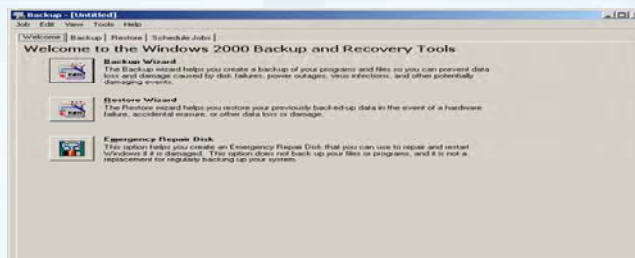 Backup - [Untitled]
Job Edit View Tools Help
Welcome Backup Restore Schedule Jobs
Welcome to the Windows 2000 Backup and Recovery Tools
Backup Wizard
The Backup wizard helps you create a backup of your programs and files so you can prevent data
loss and damage caused by disk failures, power outages, virus infections, and other potentially
damaging events.
Restore Wizard
The Restore wizard helps you restore your previously backed-up data in the event of a hardware
failure, accidental erasure, or other data loss or damage.
Emergency Repair Disk
This option helps you create an Emergency Repair Disk that you can use to repair and restart
Windows if it is damaged. This option does not back up your files or programs, and it is not a
replacement for regularly backing up your system.